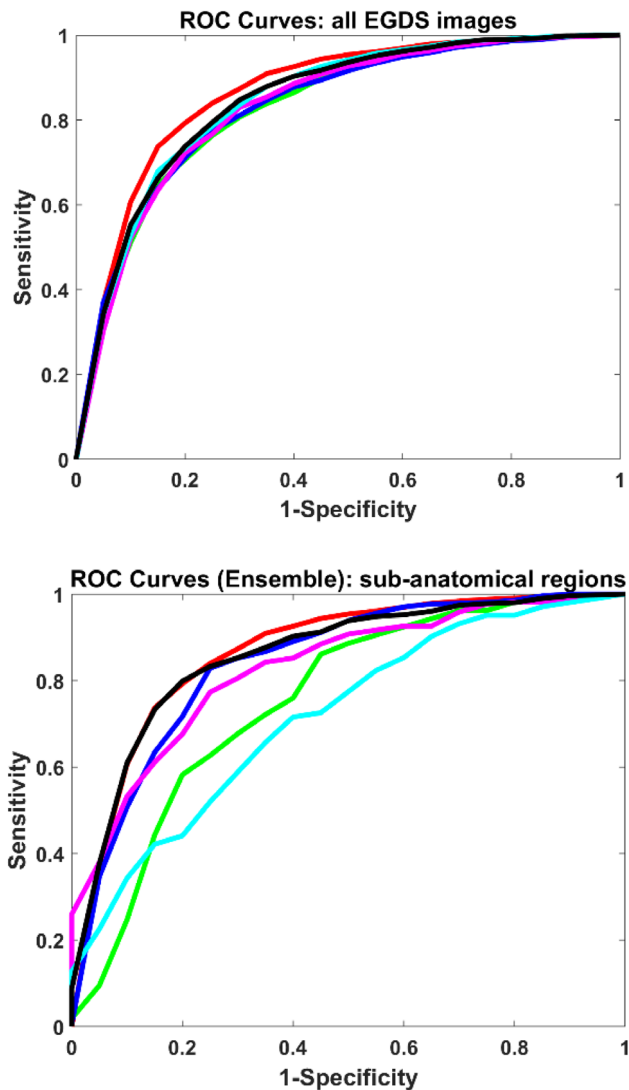 ROC Curves: all EGDS images
1
0.8
0.6
0.4
0.2
0
Sensitivity
0 0.2 0.4 0.6 0.8 1
1-Specificity
ROC Curves (Ensemble): sub-anatomical regions
1
0.8
0.6
0.4
0.2
0
Sensitivity
0 0.2 0.4 0.6 0.8 1
1-Specificity